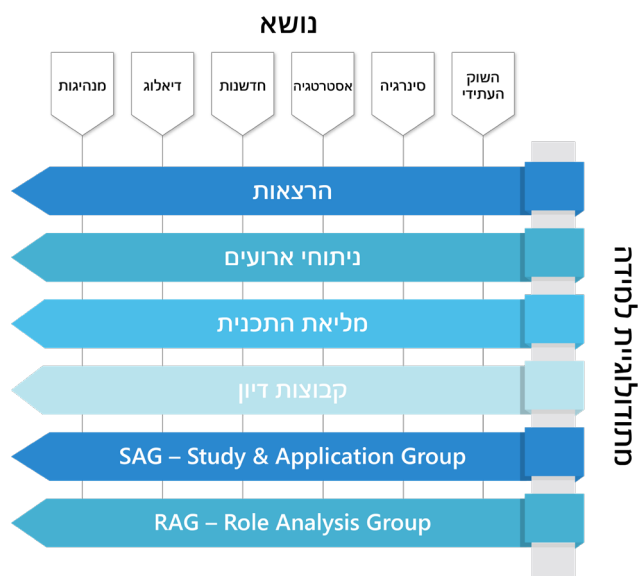 נושא
השוק
העתידי
סינרגיה
אסטרטגיה
חדשנות
דיאלוג
מנהיגות
מתודולוגיית למידה
הרצאות
ניתוחי ארועים
מליאת התכנית
קבוצות דיון
SAG – Study & Application Group
RAG – Role Analysis Group